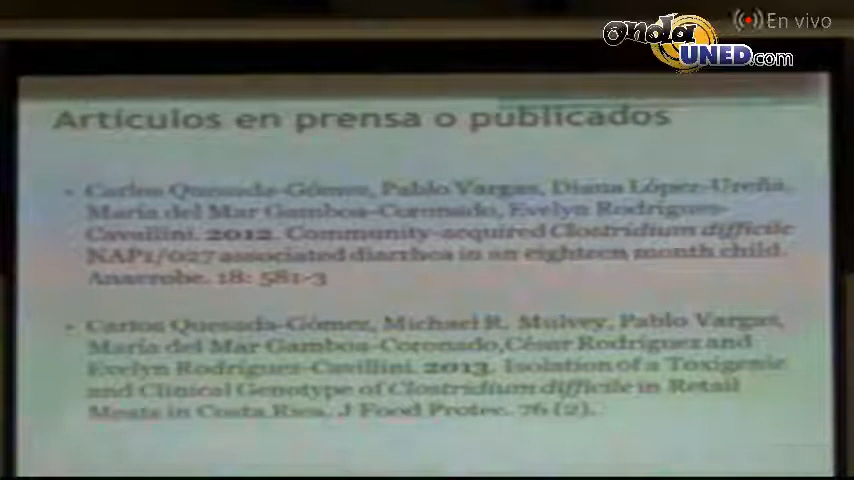 En vivo
onda
UNED.com
Artículos en prensa o publicados
• Carlos Quesada-Gómez, Pablo Vargas, Diana López-Ureña,
María del Mar Gamboa-Coronado, Evelyn Rodríguez-
Cavallini. 2012. Community-acquired Clostridium difficile
NAP1/027 associated diarrhea in an eighteen month child.
Anaerobe. 18: 581-3
• Carlos Quesada-Gómez, Michael R. Mulvey, Pablo Vargas,
María del Mar Gamboa-Coronado,César Rodríguez and
Evelyn Rodríguez-Cavillini. 2013. Isolation of a Toxigenic
and Clinical Genotype of Clostridium difficile in Retail
Meats in Costa Rica. J Food Protec. 76 (2).